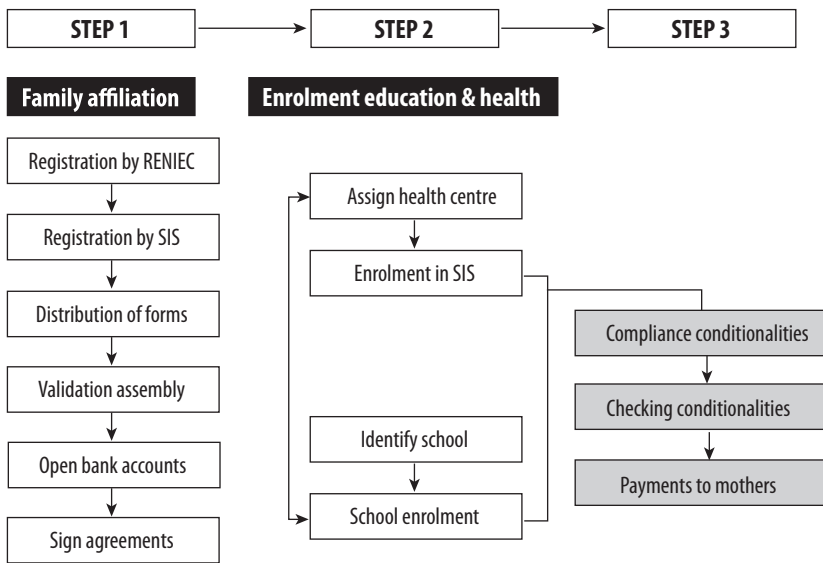 STEP 1
STEP 2
STEP 3
Family affiliation
Enrolment education & health
Registration by RENIEC
Registration by SIS
Distribution of forms
Validation assembly
Open bank accounts
Sign agreements
Assign health centre
Enrolment in SIS
Identify school
School enrolment
Compliance conditionalities
Checking conditionalities
Payments to mothers